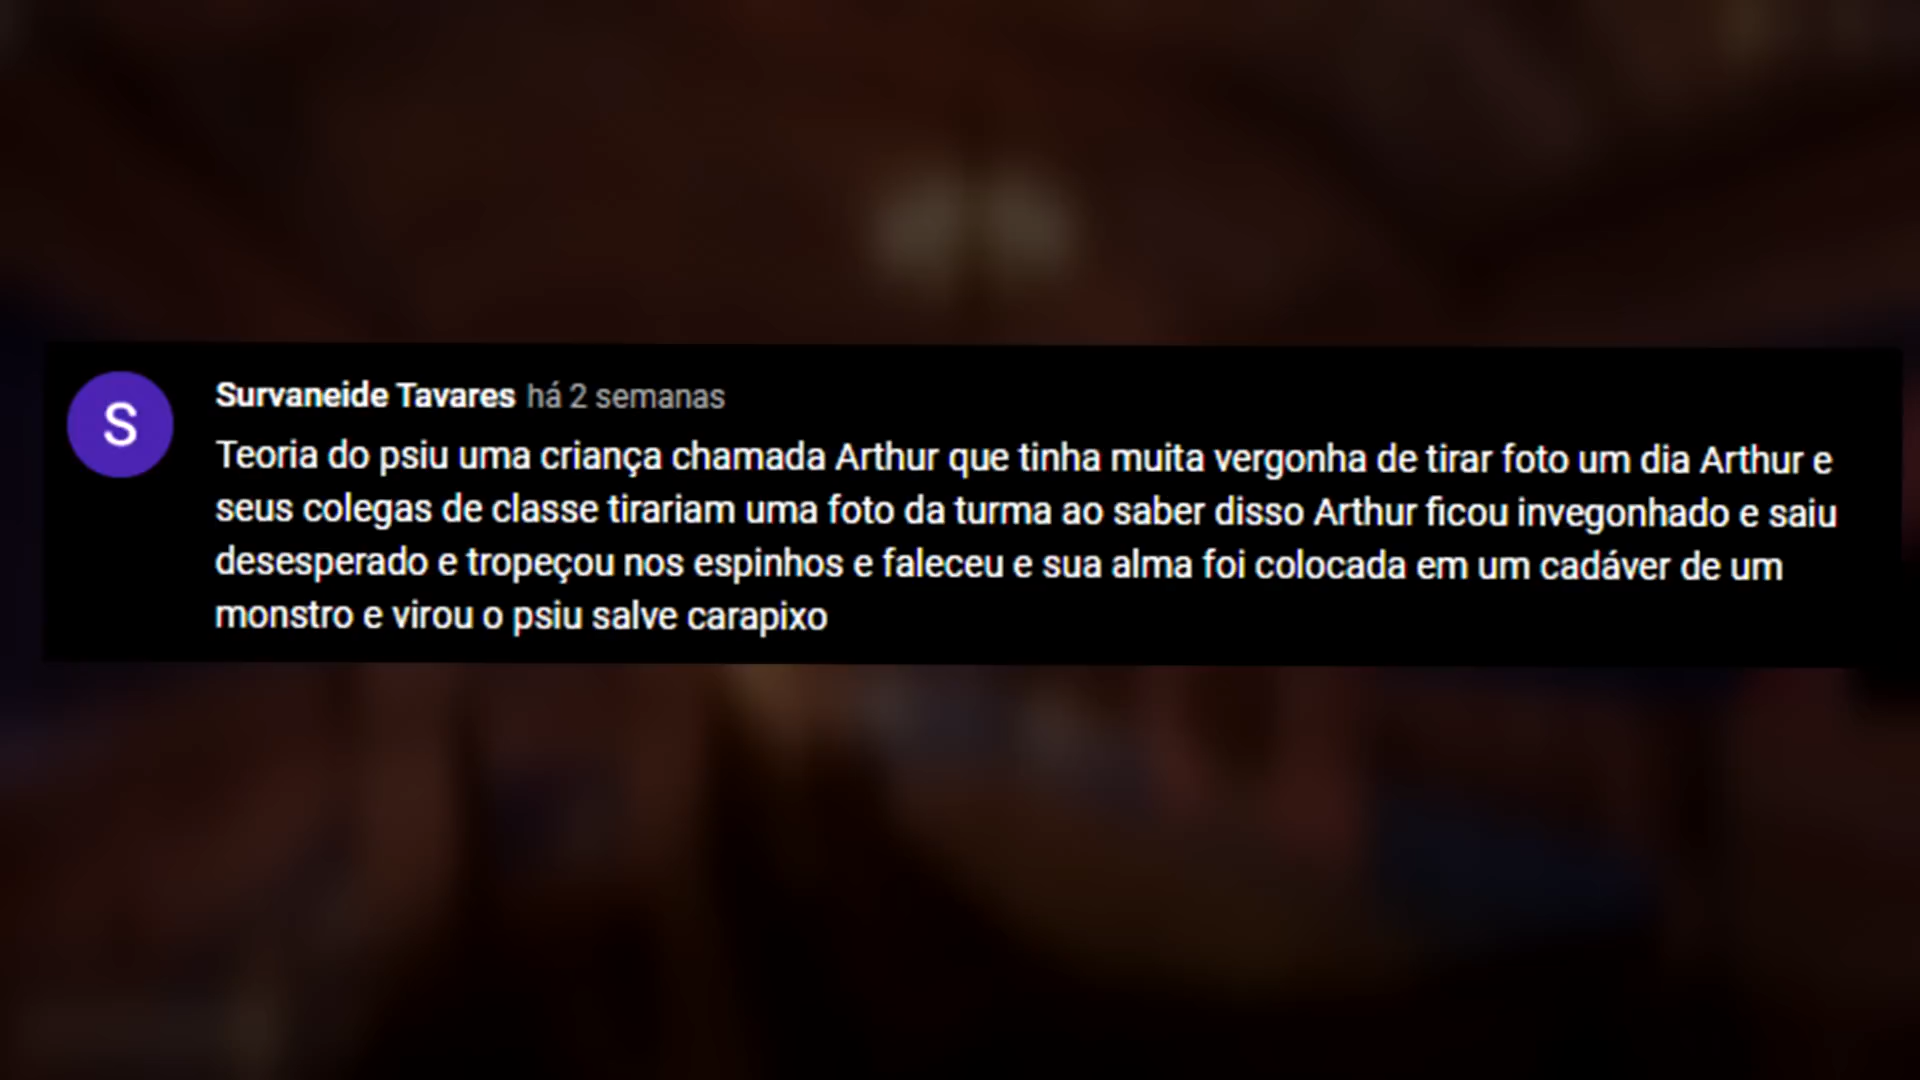 S
Survaneide Tavares há 2 semanas
Teoria do psiu uma criança chamada Arthur que tinha muita vergonha de tirar foto um dia Arthur e
seus colegas de classe tirariam uma foto da turma ao saber disso Arthur ficou invegonhado e saiu
desesperado e tropeçou nos espinhos e faleceu e sua alma foi colocada em um cadáver de um
monstro e virou o psiu salve carapixo